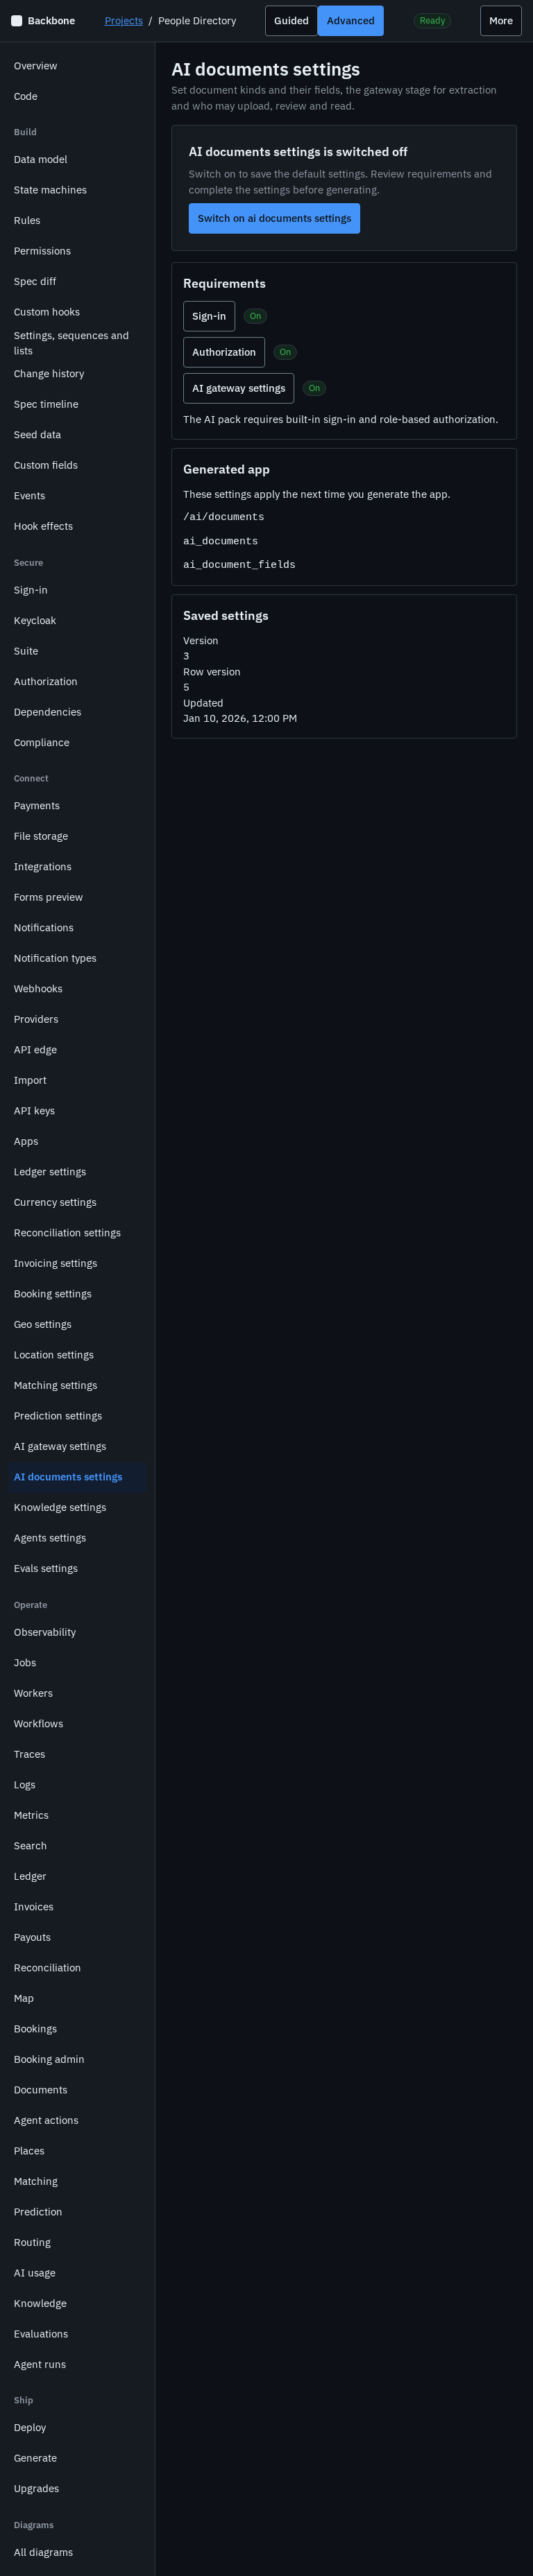 Backbone
Projects / People Directory
Guided
Advanced
Ready
More
Overview
Code
Build
Data model
State machines
Rules
Permissions
Spec diff
Custom hooks
Settings, sequences and
lists
Change history
Spec timeline
Seed data
Custom fields
Events
Hook effects
Secure
Sign-in
Keycloak
Suite
Authorization
Dependencies
Compliance
Connect
Payments
File storage
Integrations
Forms preview
Notifications
Notification types
Webhooks
Providers
API edge
Import
API keys
Apps
Ledger settings
Currency settings
Reconciliation settings
Invoicing settings
Booking settings
Geo settings
Location settings
Matching settings
Prediction settings
AI gateway settings
AI documents settings
Knowledge settings
Agents settings
Evals settings
Operate
Observability
Jobs
Workers
Workflows
Traces
Logs
Metrics
Search
Ledger
Invoices
Payouts
Reconciliation
Map
Bookings
Booking admin
Documents
Agent actions
Places
Matching
Prediction
Routing
AI usage
Knowledge
Evaluations
Agent runs
Ship
Deploy
Generate
Upgrades
Diagrams
All diagrams
AI documents settings
Set document kinds and their fields, the gateway stage for extraction
and who may upload, review and read.
AI documents settings is switched off
Switch on to save the default settings. Review requirements and
complete the settings before generating.
Switch on ai documents settings
Requirements
Sign-in On
Authorization On
AI gateway settings On
The AI pack requires built-in sign-in and role-based authorization.
Generated app
These settings apply the next time you generate the app.
/ai/documents
ai_documents
ai_document_fields
Saved settings
Version
3
Row version
5
Updated
Jan 10, 2026, 12:00 PM